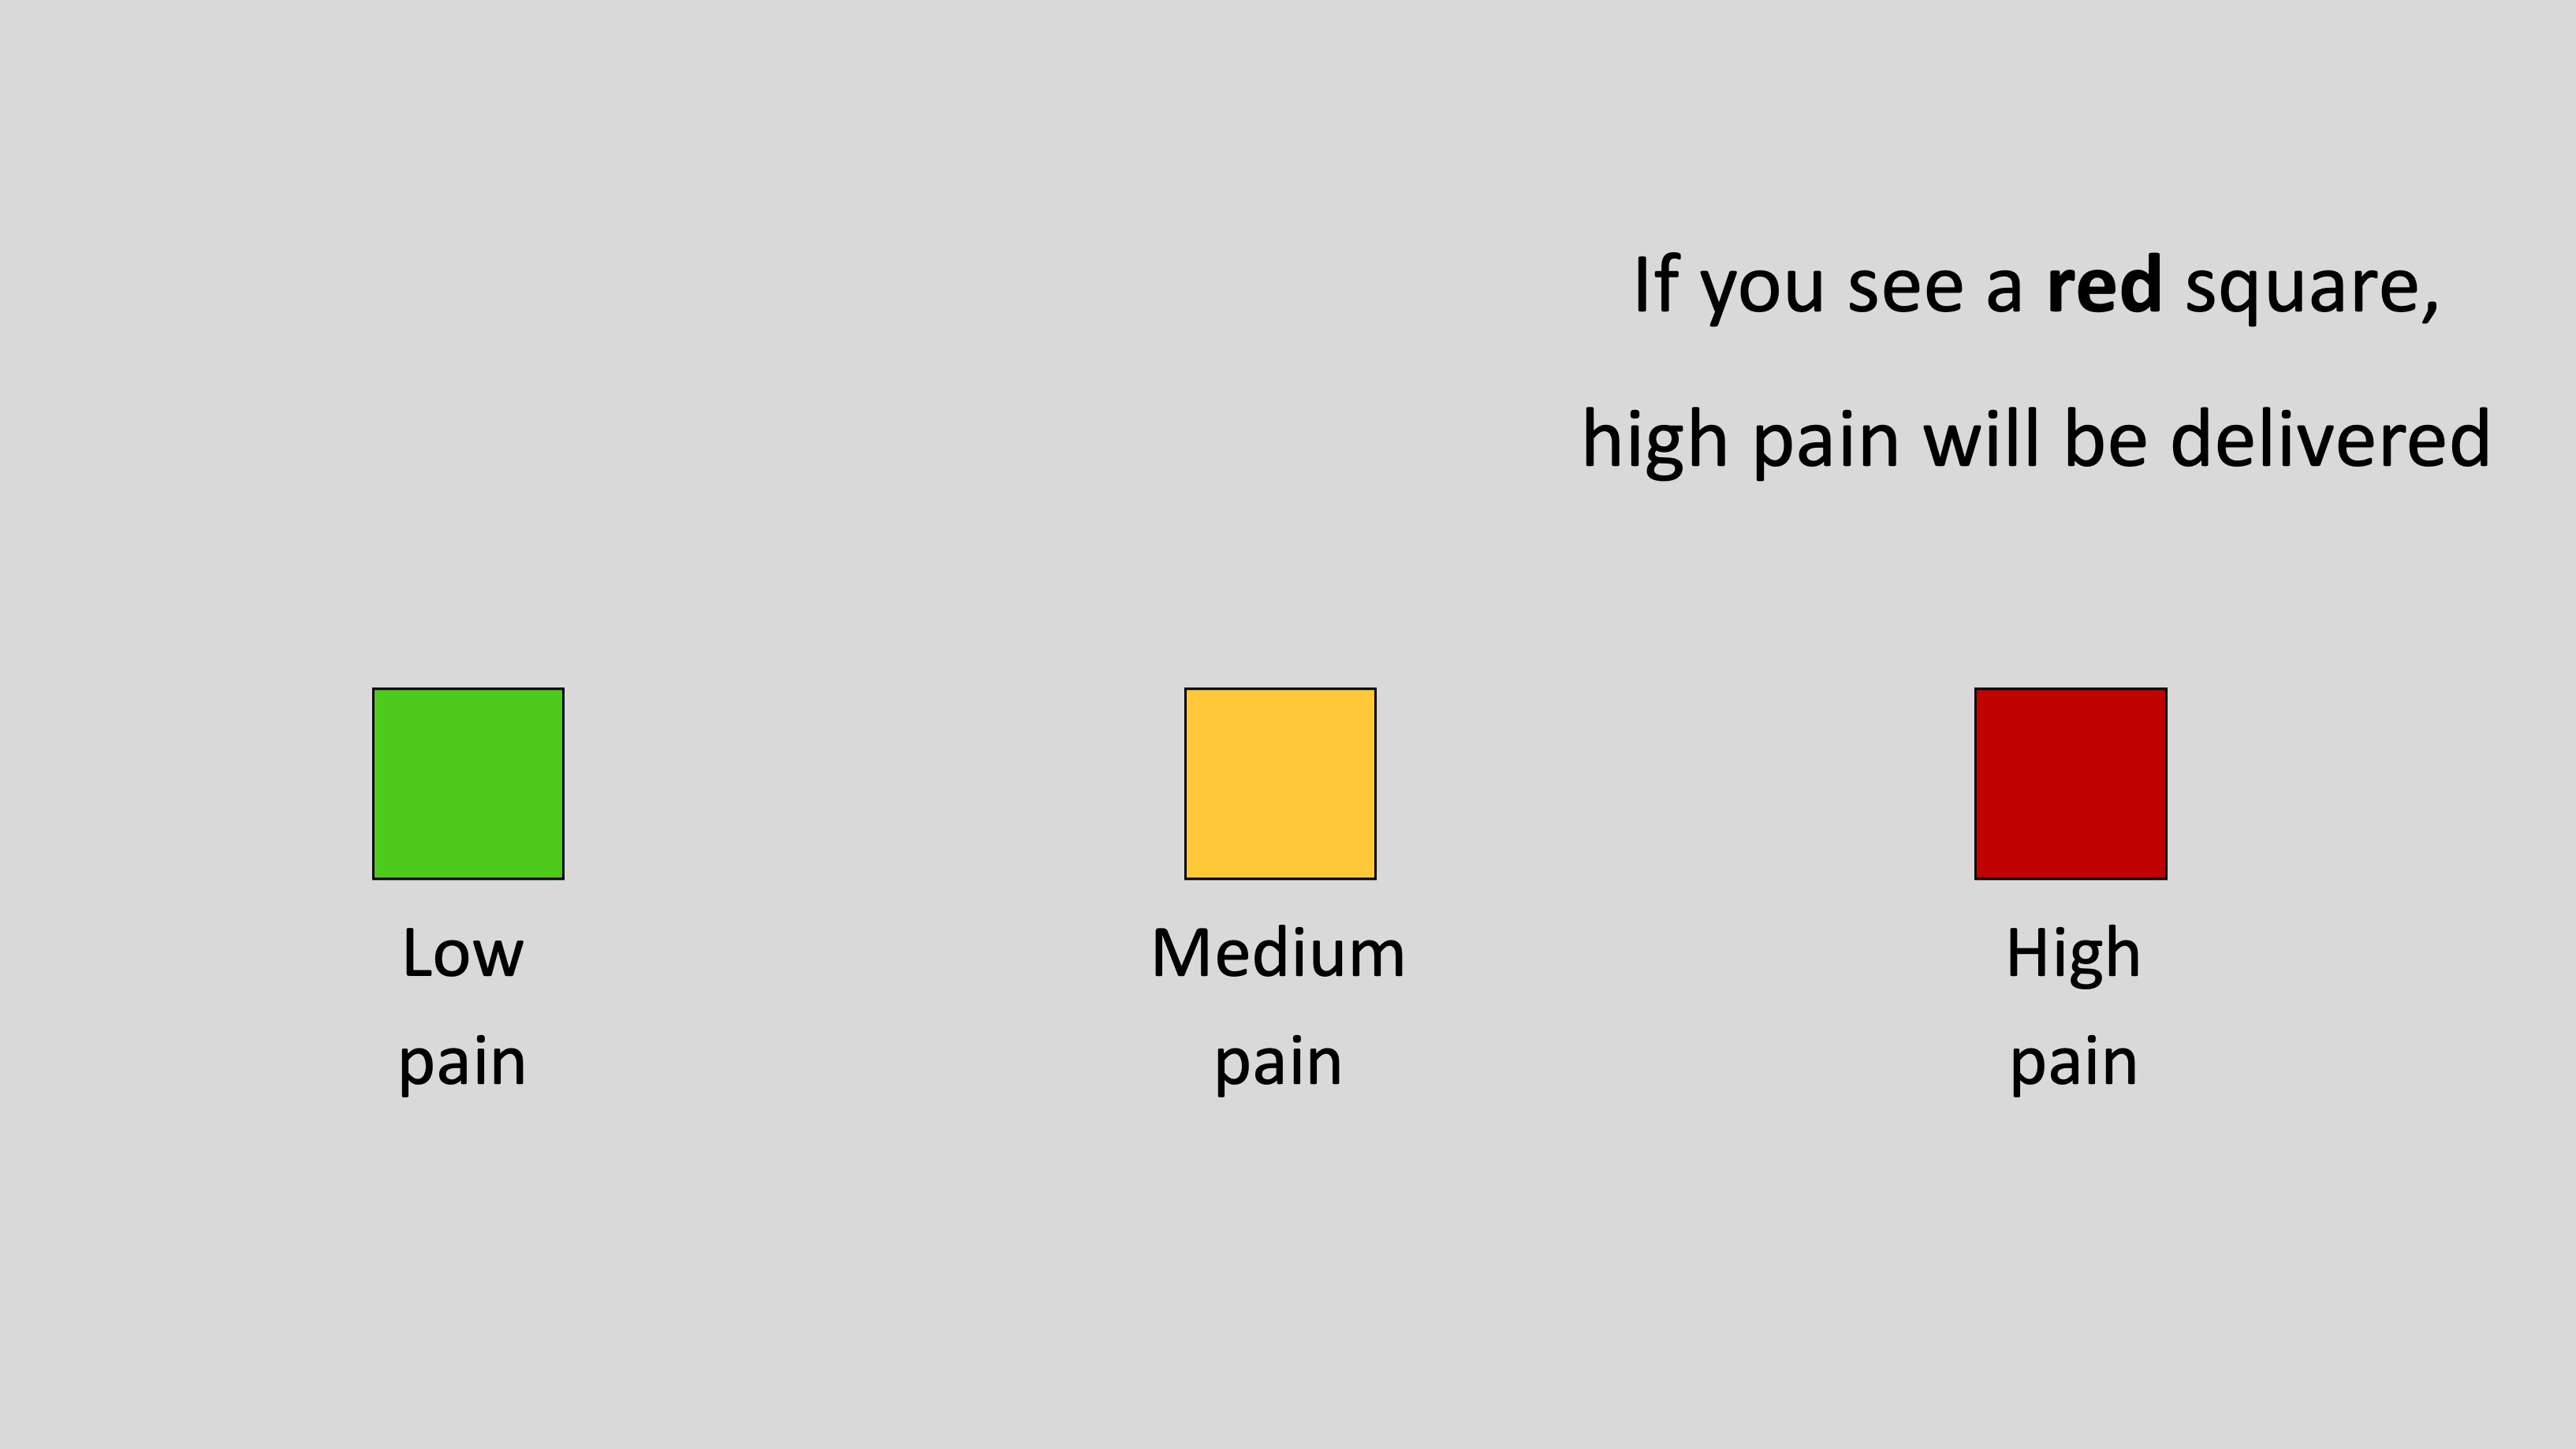 If you see a red square,
high pain will be delivered
Low
pain
Medium
pain
High
pain